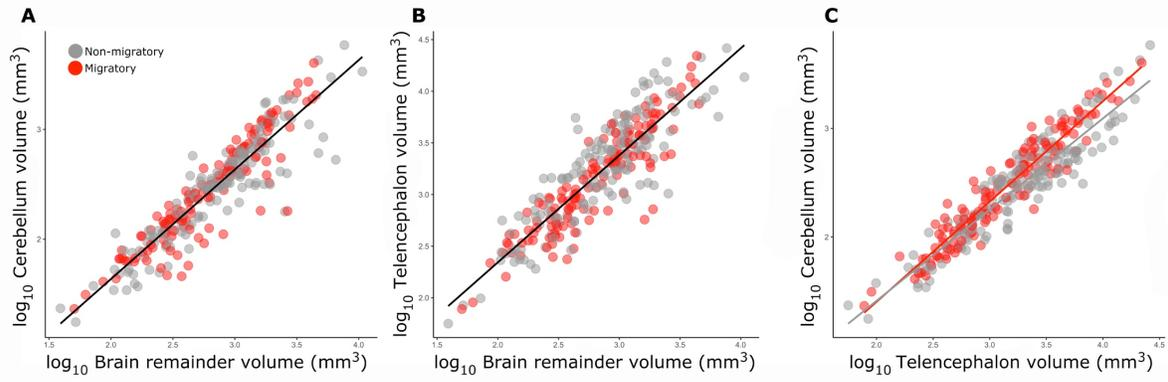 A
Non-migratory
Migratory
log10 Cerebellum volume (mm3)
3
2
1.5 2.0 2.5 3.0 3.5 4.0
log10 Brain remainder volume (mm3)
B
log10 Telencephalon volume (mm3)
4.5
4.0
3.5
3.0
2.5
2.0
1.5 2.0 2.5 3.0 3.5 4.0
log10 Brain remainder volume (mm3)
C
log10 Cerebellum volume (mm3)
3
2
2.0 2.5 3.0 3.5 4.0 4.5
log10 Telencephalon volume (mm3)